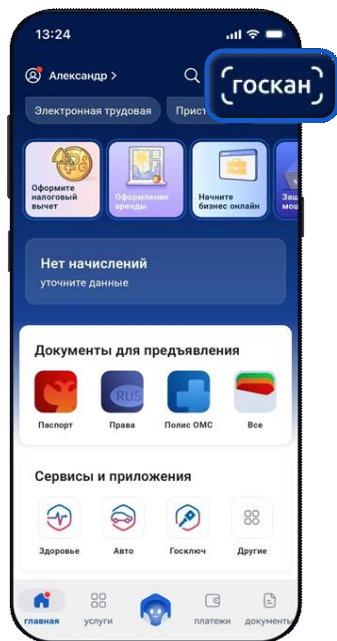 13:24
Александр >
госкан
Электронная трудовая
Прист
Оформите
налоговый
вычет
Оформление
аренды
Начните
бизнес онлайн
Нет начислений
уточните данные
Документы для предъявления
RUS
Паспорт
Права
Полис ОМС
Все
Сервисы и приложения
Здоровье
Авто
Госключ
Другие
главная
услуги
платежи
документы